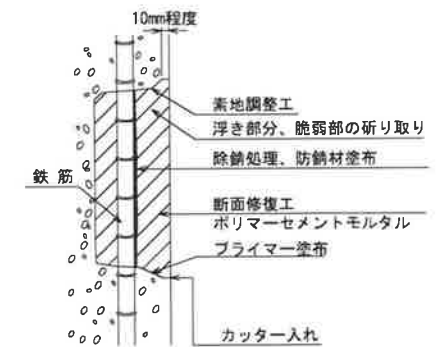 10mm程度
素地調整工
浮き部分、脆弱部の斫り取り
除錆処理、防錆材塗布
鉄筋
断面修復工
ポリマーセメントモルタル
プライマー塗布
カッター入れ